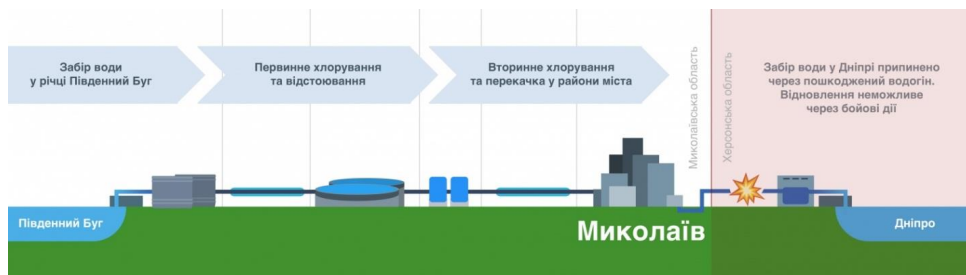 Забір води
у річці Південний Буг
Первинне хлорування
та відстоювання
Вторинне хлорування
та перекачка у райони міста
Миколаївська область
Херсонська область
Забір води у Дніпрі припинено
через пошкоджений водогін.
Відновлення неможливе
через бойові дії
Південний Буг
Миколаїв
Дніпро